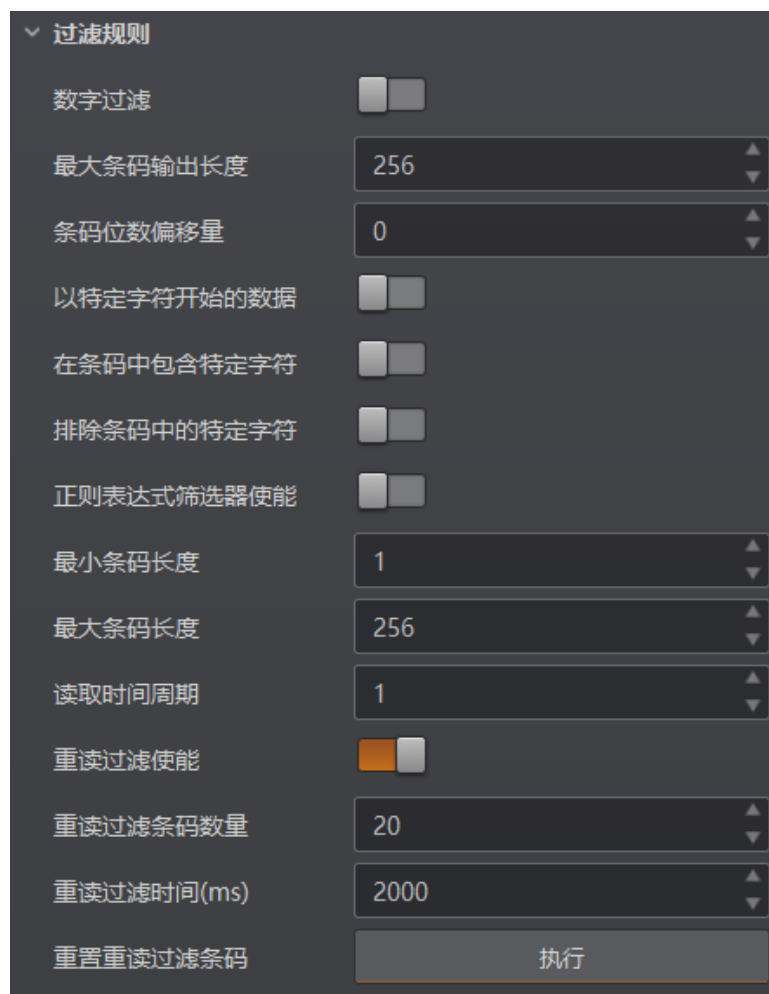 过滤规则
数字过滤
最大条码输出长度 256
条码位数偏移量 0
以特定字符开始的数据
在条码中包含特定字符
排除条码中的特定字符
正则表达式筛选器使能
最小条码长度 1
最大条码长度 256
读取时间周期 1
重读过滤使能
重读过滤条码数量 20
重读过滤时间(ms) 2000
重置重读过滤条码 执行